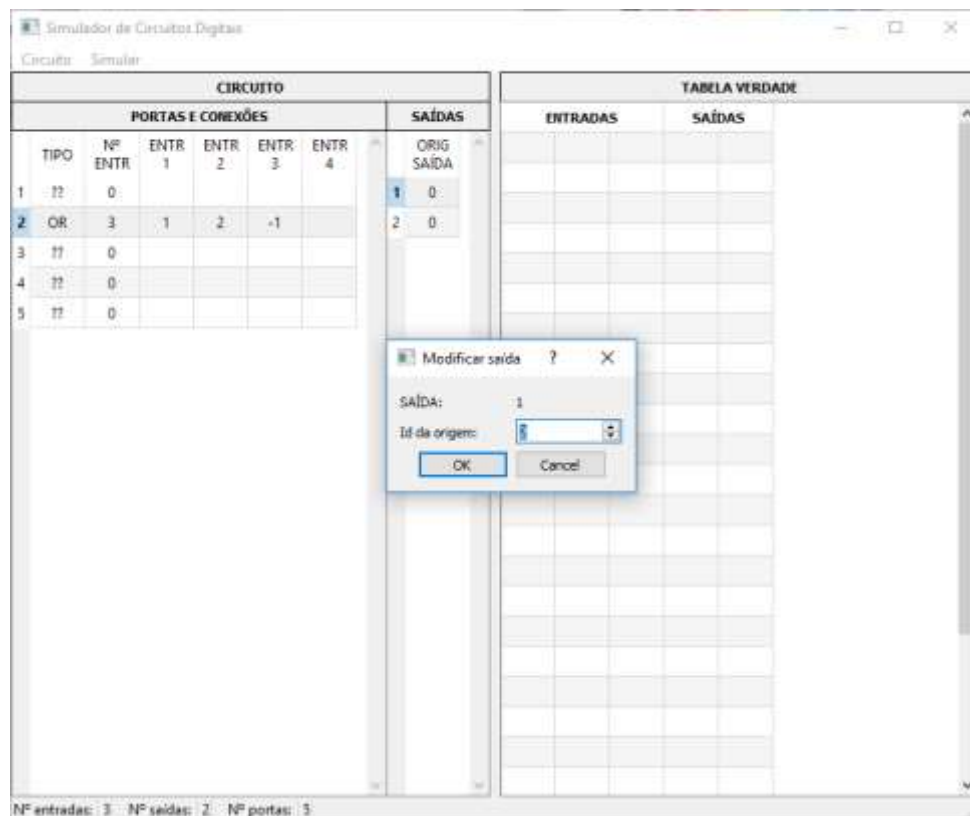 Simulador de Circuitos Digitais
Circuito Simular
CIRCUITO
TABELA VERDADE
PORTAS E CONEXÕES
SAÍDAS
ENTRADAS
SAÍDAS
TIPO
Nº ENTR
ENTR 1
ENTR 2
ENTR 3
ENTR 4
ORIG SAÍDA
1 ?? 0
1 0
2 OR 3 1 2 -1
2 0
3 ?? 0
4 ?? 0
5 ?? 0
Modificar saída ?
SAÍDA: 1
Id da origem:
OK
Cancel
Nº entradas: 3 Nº saídas: 2 Nº portas: 5